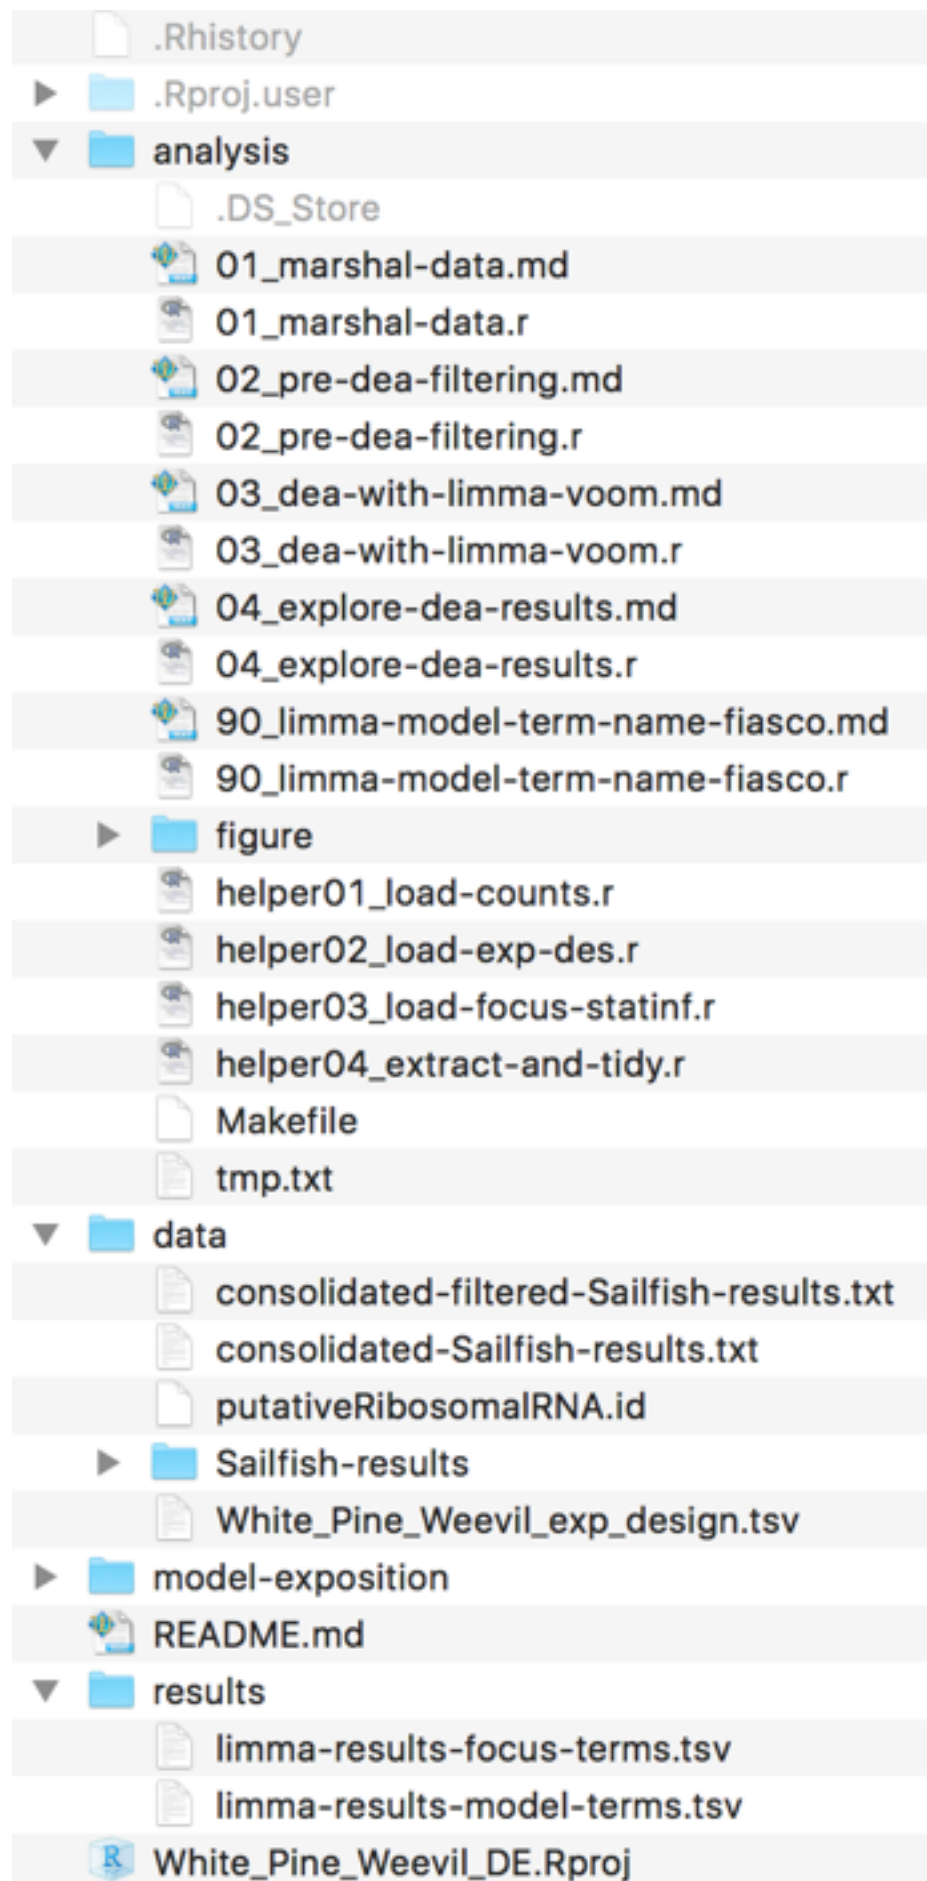 .Rhistory
.Rproj.user
analysis
.DS_Store
01_marshal-data.md
01_marshal-data.r
02_pre-dea-filtering.md
02_pre-dea-filtering.r
03_dea-with-limma-voom.md
03_dea-with-limma-voom.r
04_explore-dea-results.md
04_explore-dea-results.r
90_limma-model-term-name-fiasco.md
90_limma-model-term-name-fiasco.r
figure
helper01_load-counts.r
helper02_load-exp-des.r
helper03_load-focus-statinf.r
helper04_extract-and-tidy.r
Makefile
tmp.txt
data
consolidated-filtered-Sailfish-results.txt
consolidated-Sailfish-results.txt
putativeRibosomalRNA.id
Sailfish-results
White_Pine_Weevil_exp_design.tsv
model-exposition
README.md
results
limma-results-focus-terms.tsv
limma-results-model-terms.tsv
White_Pine_Weevil_DE.Rproj